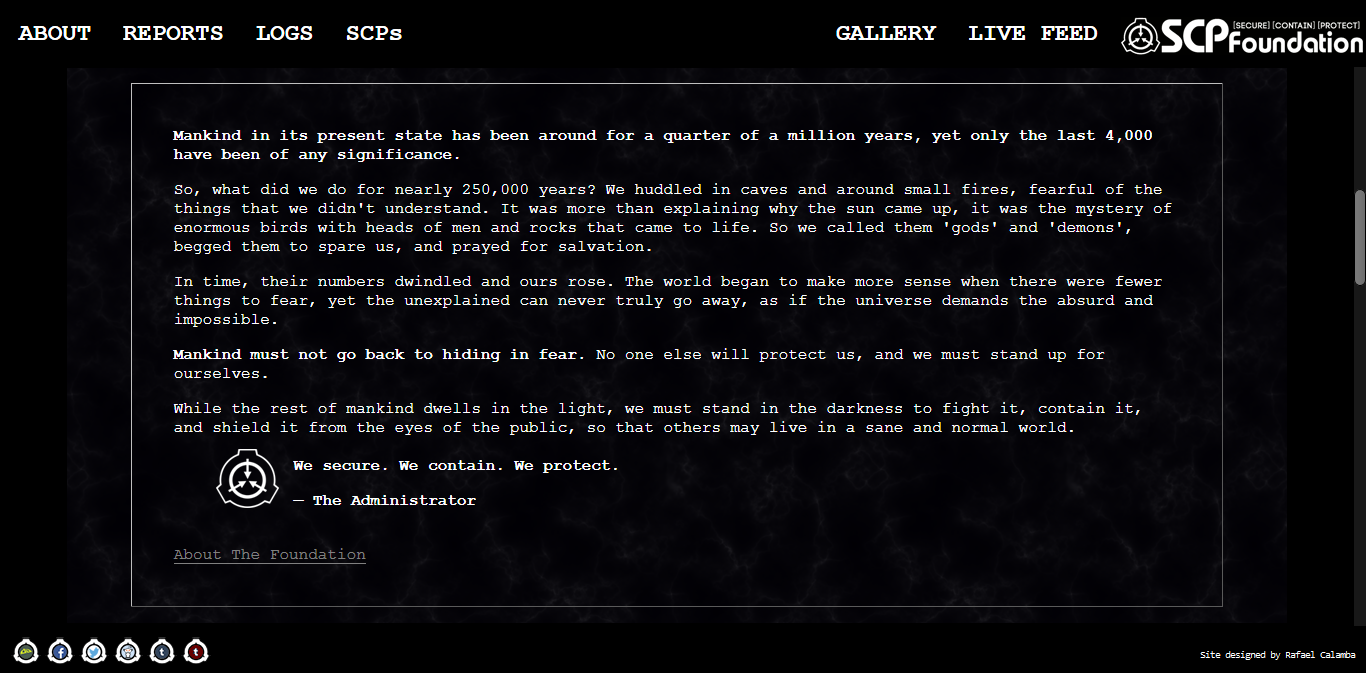 ABOUT REPORTS LOGS SCPs GALLERY LIVE FEED
[SECURE] [CONTAIN] [PROTECT]
SCP Foundation
Mankind in its present state has been around for a quarter of a million years, yet only the last 4,000
have been of any significance.
So, what did we do for nearly 250,000 years? We huddled in caves and around small fires, fearful of the
things that we didn't understand. It was more than explaining why the sun came up, it was the mystery of
enormous birds with heads of men and rocks that came to life. So we called them 'gods' and 'demons',
begged them to spare us, and prayed for salvation.
In time, their numbers dwindled and ours rose. The world began to make more sense when there were fewer
things to fear, yet the unexplained can never truly go away, as if the universe demands the absurd and
impossible.
Mankind must not go back to hiding in fear. No one else will protect us, and we must stand up for
ourselves.
While the rest of mankind dwells in the light, we must stand in the darkness to fight it, contain it,
and shield it from the eyes of the public, so that others may live in a sane and normal world.
We secure. We contain. We protect.
— The Administrator
About The Foundation
f t t
Site designed by Rafael Calamba